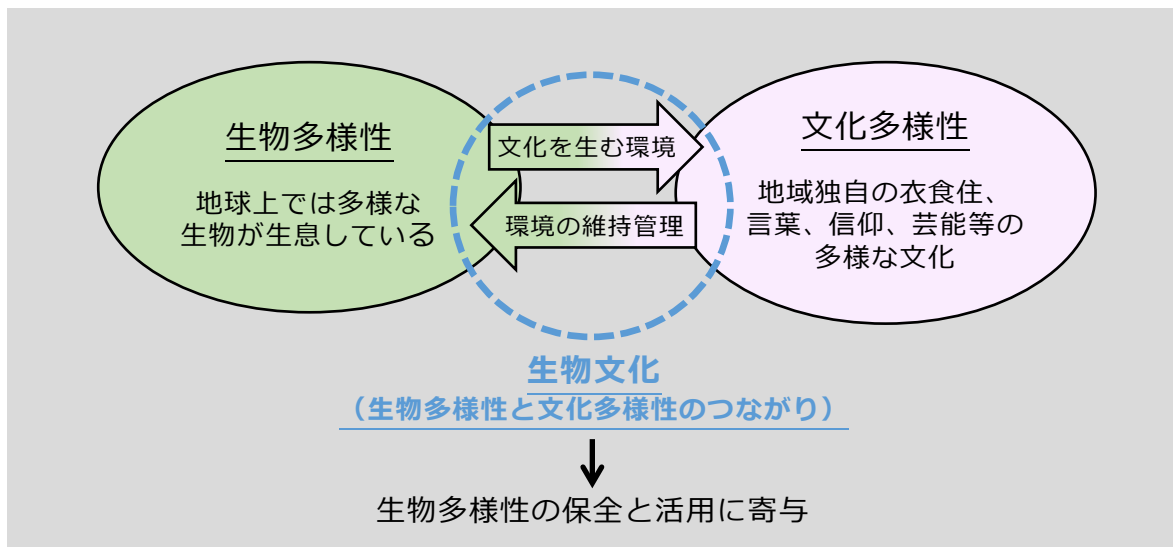 生物多様性
地球上では多様な
生物が生息している
文化を生む環境
環境の維持管理
文化多様性
地域独自の衣食住、
言葉、信仰、芸能等の
多様な文化
生物文化
（生物多様性と文化多様性のつながり）
生物多様性の保全と活用に寄与